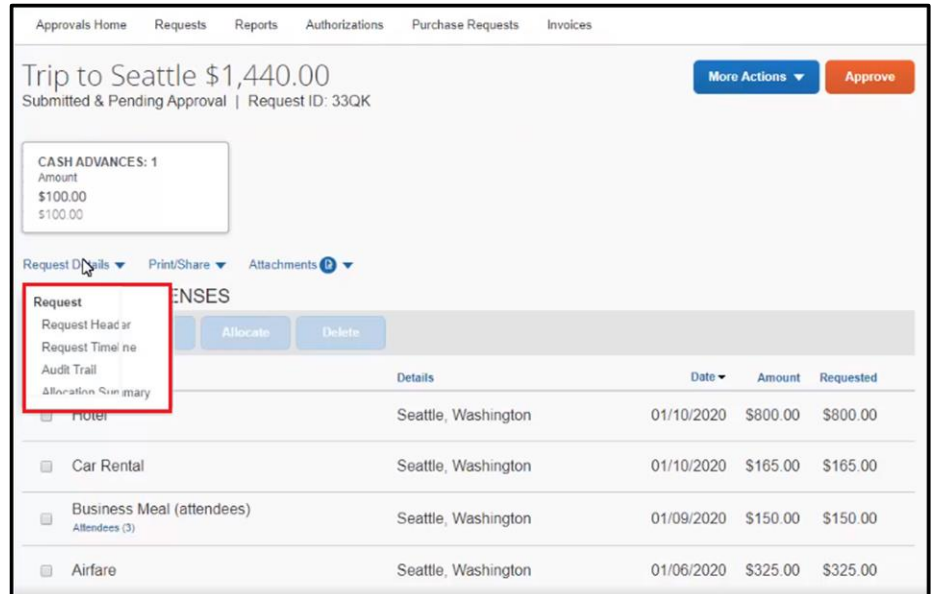 Approvals Home Requests Reports Authorizations Purchase Requests Invoices
Trip to Seattle $1,440.00
More Actions Approve
Submitted & Pending Approval | Request ID: 33QK
CASH ADVANCES: 1
Amount
$100.00
$100.00
Request Details Print/Share Attachments
ENSES
Request
Request Header
Request Timeline
Audit Trail
Allocation Summary
Allocate Delete
Details Date Amount Requested
Hotel Seattle, Washington 01/10/2020 $800.00 $800.00
Car Rental Seattle, Washington 01/10/2020 $165.00 $165.00
Business Meal (attendees)
Attendees (3)
Seattle, Washington 01/09/2020 $150.00 $150.00
Airfare Seattle, Washington 01/06/2020 $325.00 $325.00